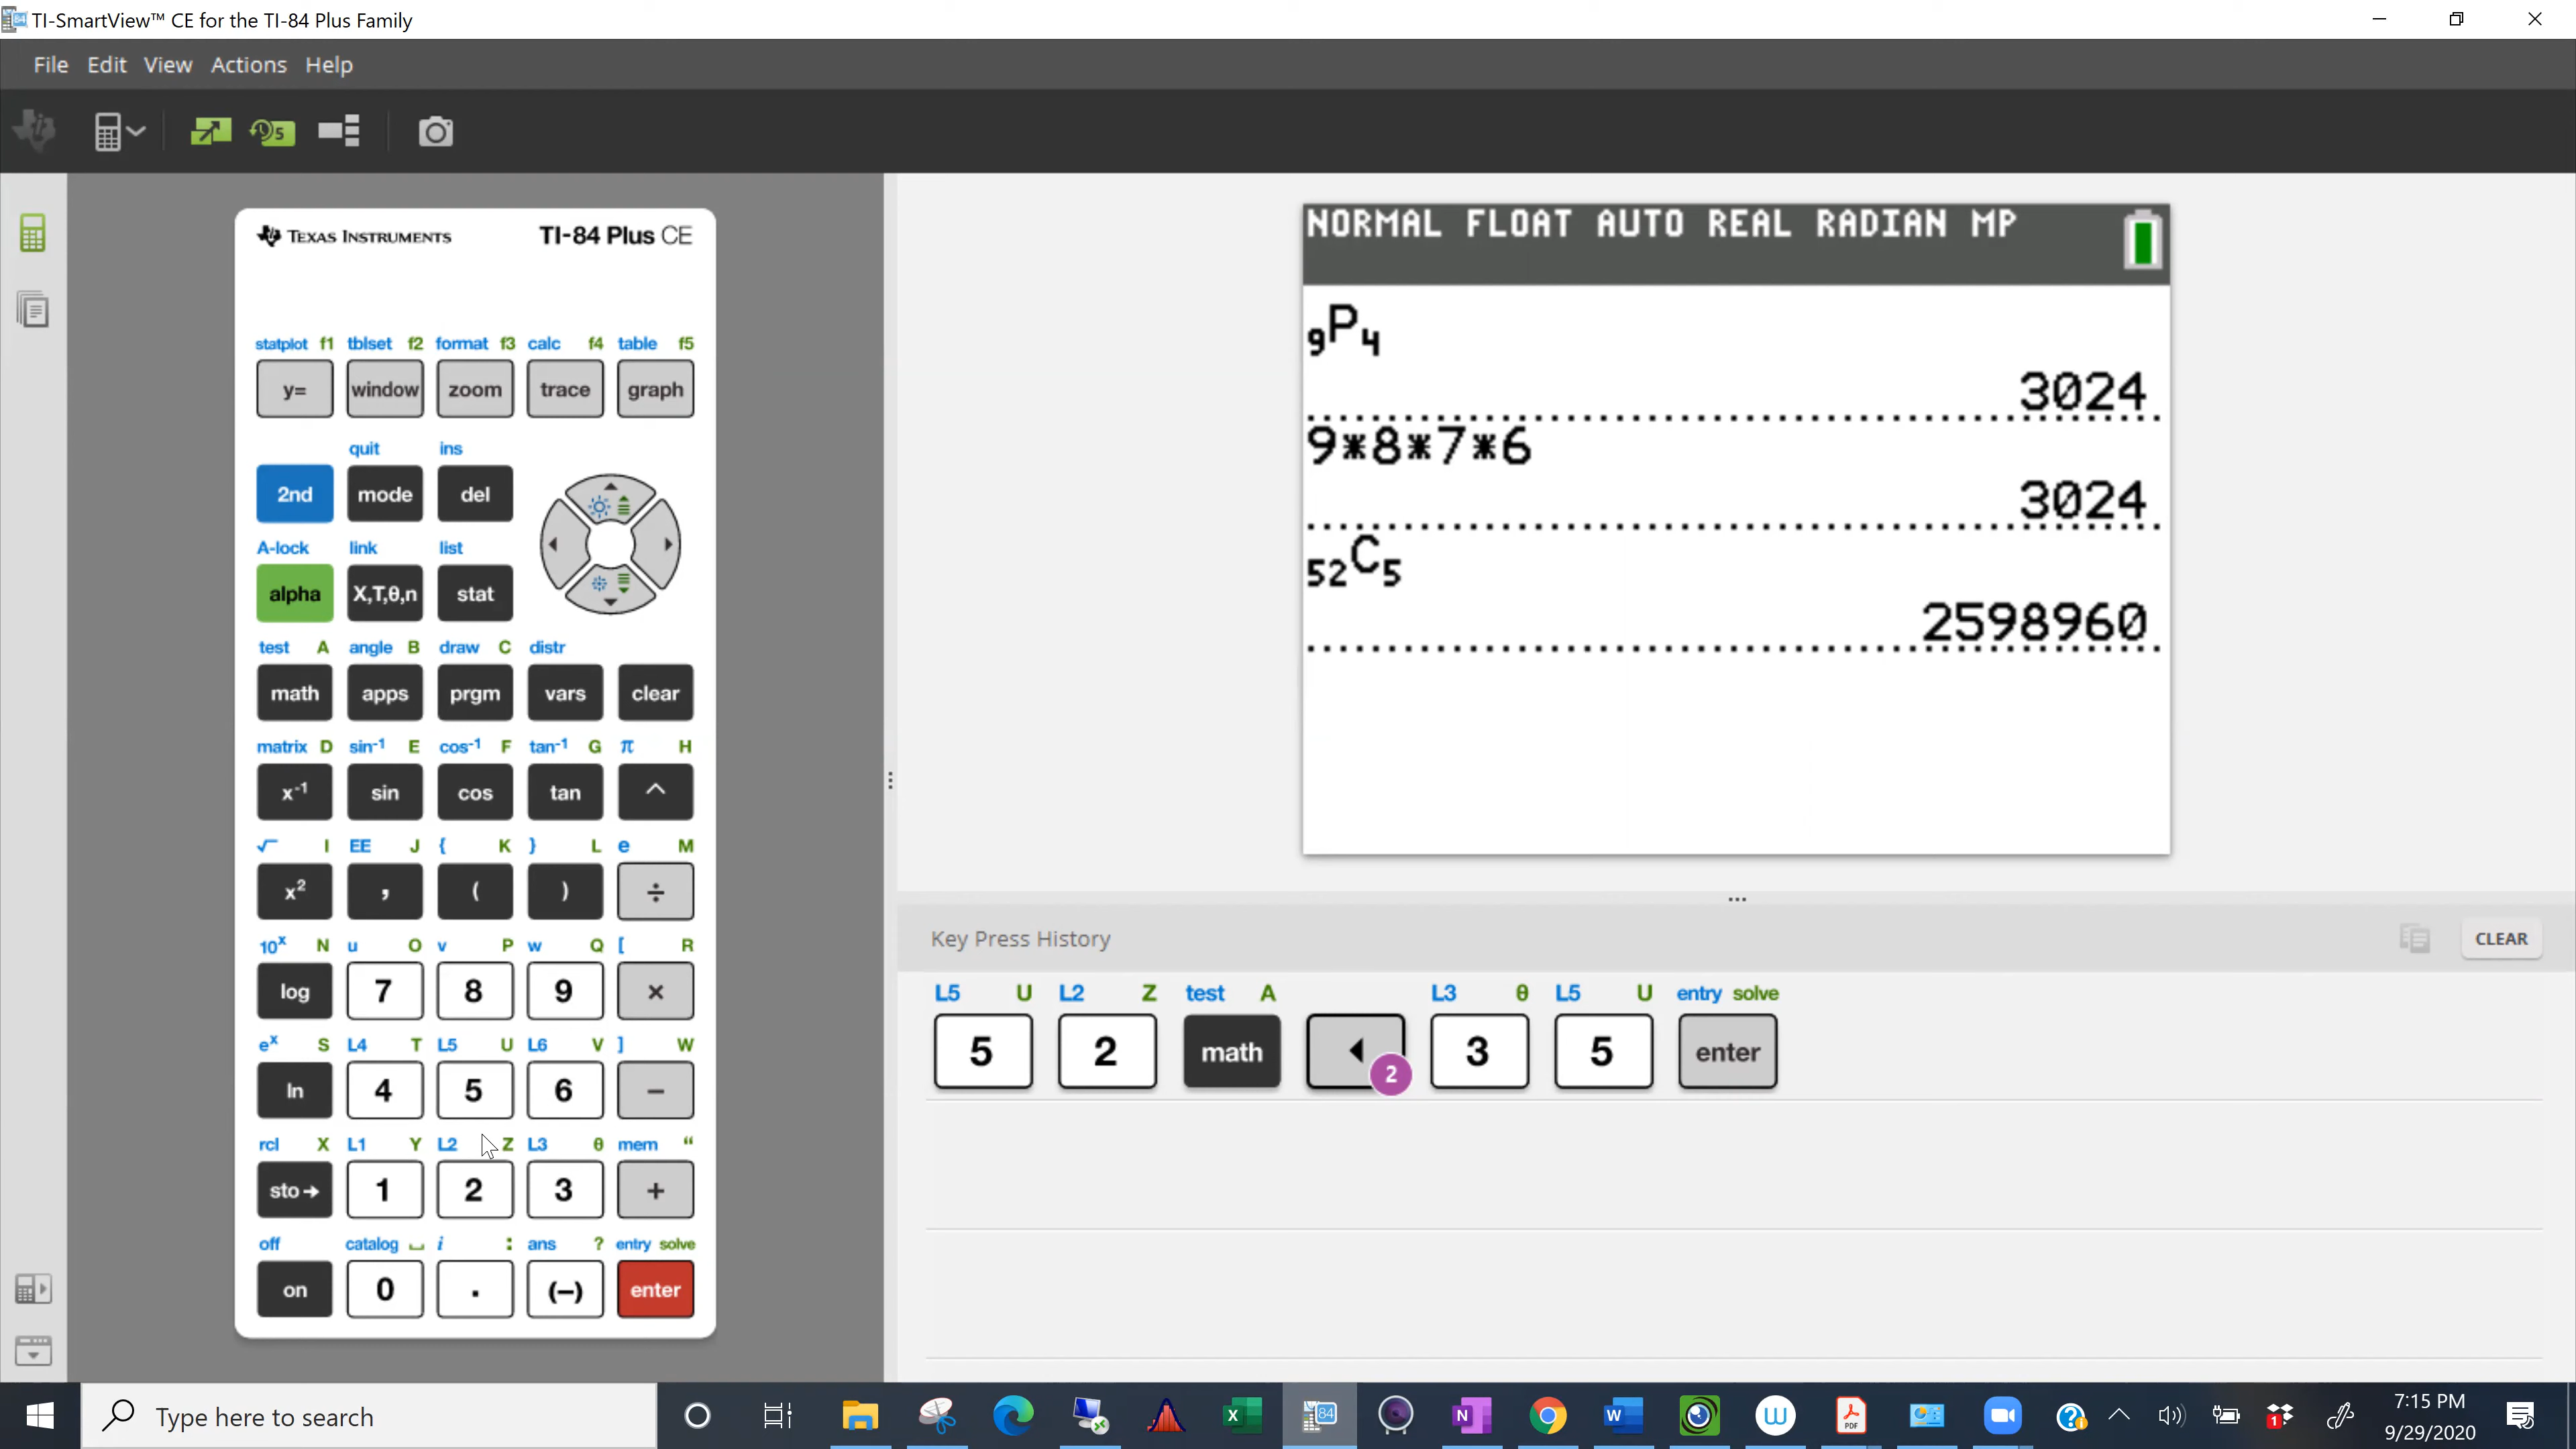 TI-SmartView™ CE for the TI-84 Plus Family
File Edit View Actions Help
5
TEXAS INSTRUMENTS TI-84 Plus CE
statplot f1 tblset f2 format f3 calc f4 table f5
y= window zoom trace graph
quit ins
2nd mode del
A-lock link list
alpha X,T,θ,n stat
test A angle B draw C distr
math apps prgm vars clear
matrix D sin⁻¹ E cos⁻¹ F tan⁻¹ G π H
x⁻¹ sin cos tan ^
√ I EE J { K } L e M
x² , ( ) ÷
10ˣ N u O v P w Q [ R
log 7 8 9 ×
eˣ S L4 T L5 U L6 V ] W
ln 4 5 6 −
rcl X L1 Y L2 Z L3 θ mem “
sto→ 1 2 3 +
off catalog ⎵ i : ans ? entry solve
on 0 . (−) enter
NORMAL FLOAT AUTO REAL RADIAN MP
₉P₄
3024
9*8*7*6
3024
₅₂C₅
2598960
Key Press History CLEAR
L5 U L2 Z test A L3 θ L5 U entry solve
5 2 math 2 3 5 enter
Type here to search
7:15 PM
9/29/2020